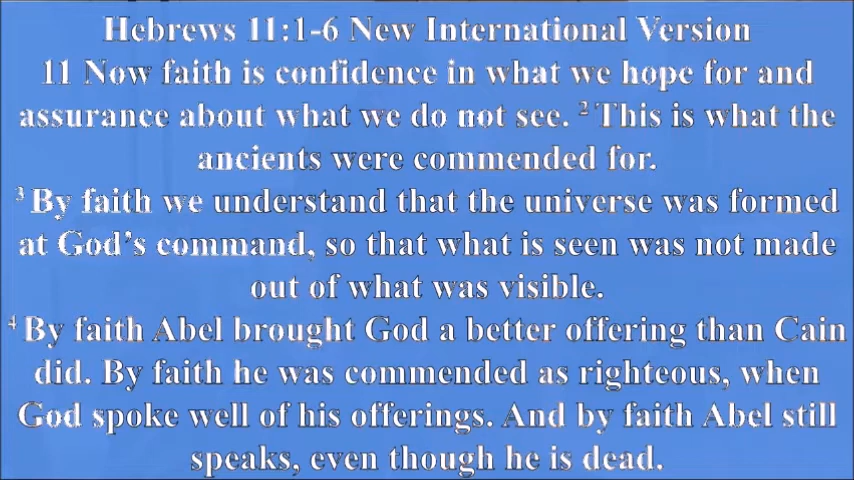 Hebrews 11:1-6 New International Version
11 Now faith is confidence in what we hope for and
assurance about what we do not see. ² This is what the
ancients were commended for.
³ By faith we understand that the universe was formed
at God’s command, so that what is seen was not made
out of what was visible.
⁴ By faith Abel brought God a better offering than Cain
did. By faith he was commended as righteous, when
God spoke well of his offerings. And by faith Abel still
speaks, even though he is dead.